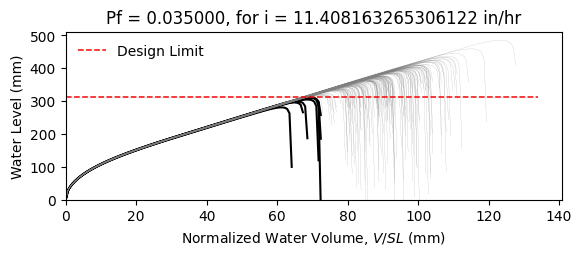 Pf = 0.035000, for i = 11.408163265306122 in/hr
Design Limit
Water Level (mm)
500
400
300
200
100
0
0 20 40 60 80 100 120 140
Normalized Water Volume, V/SL (mm)